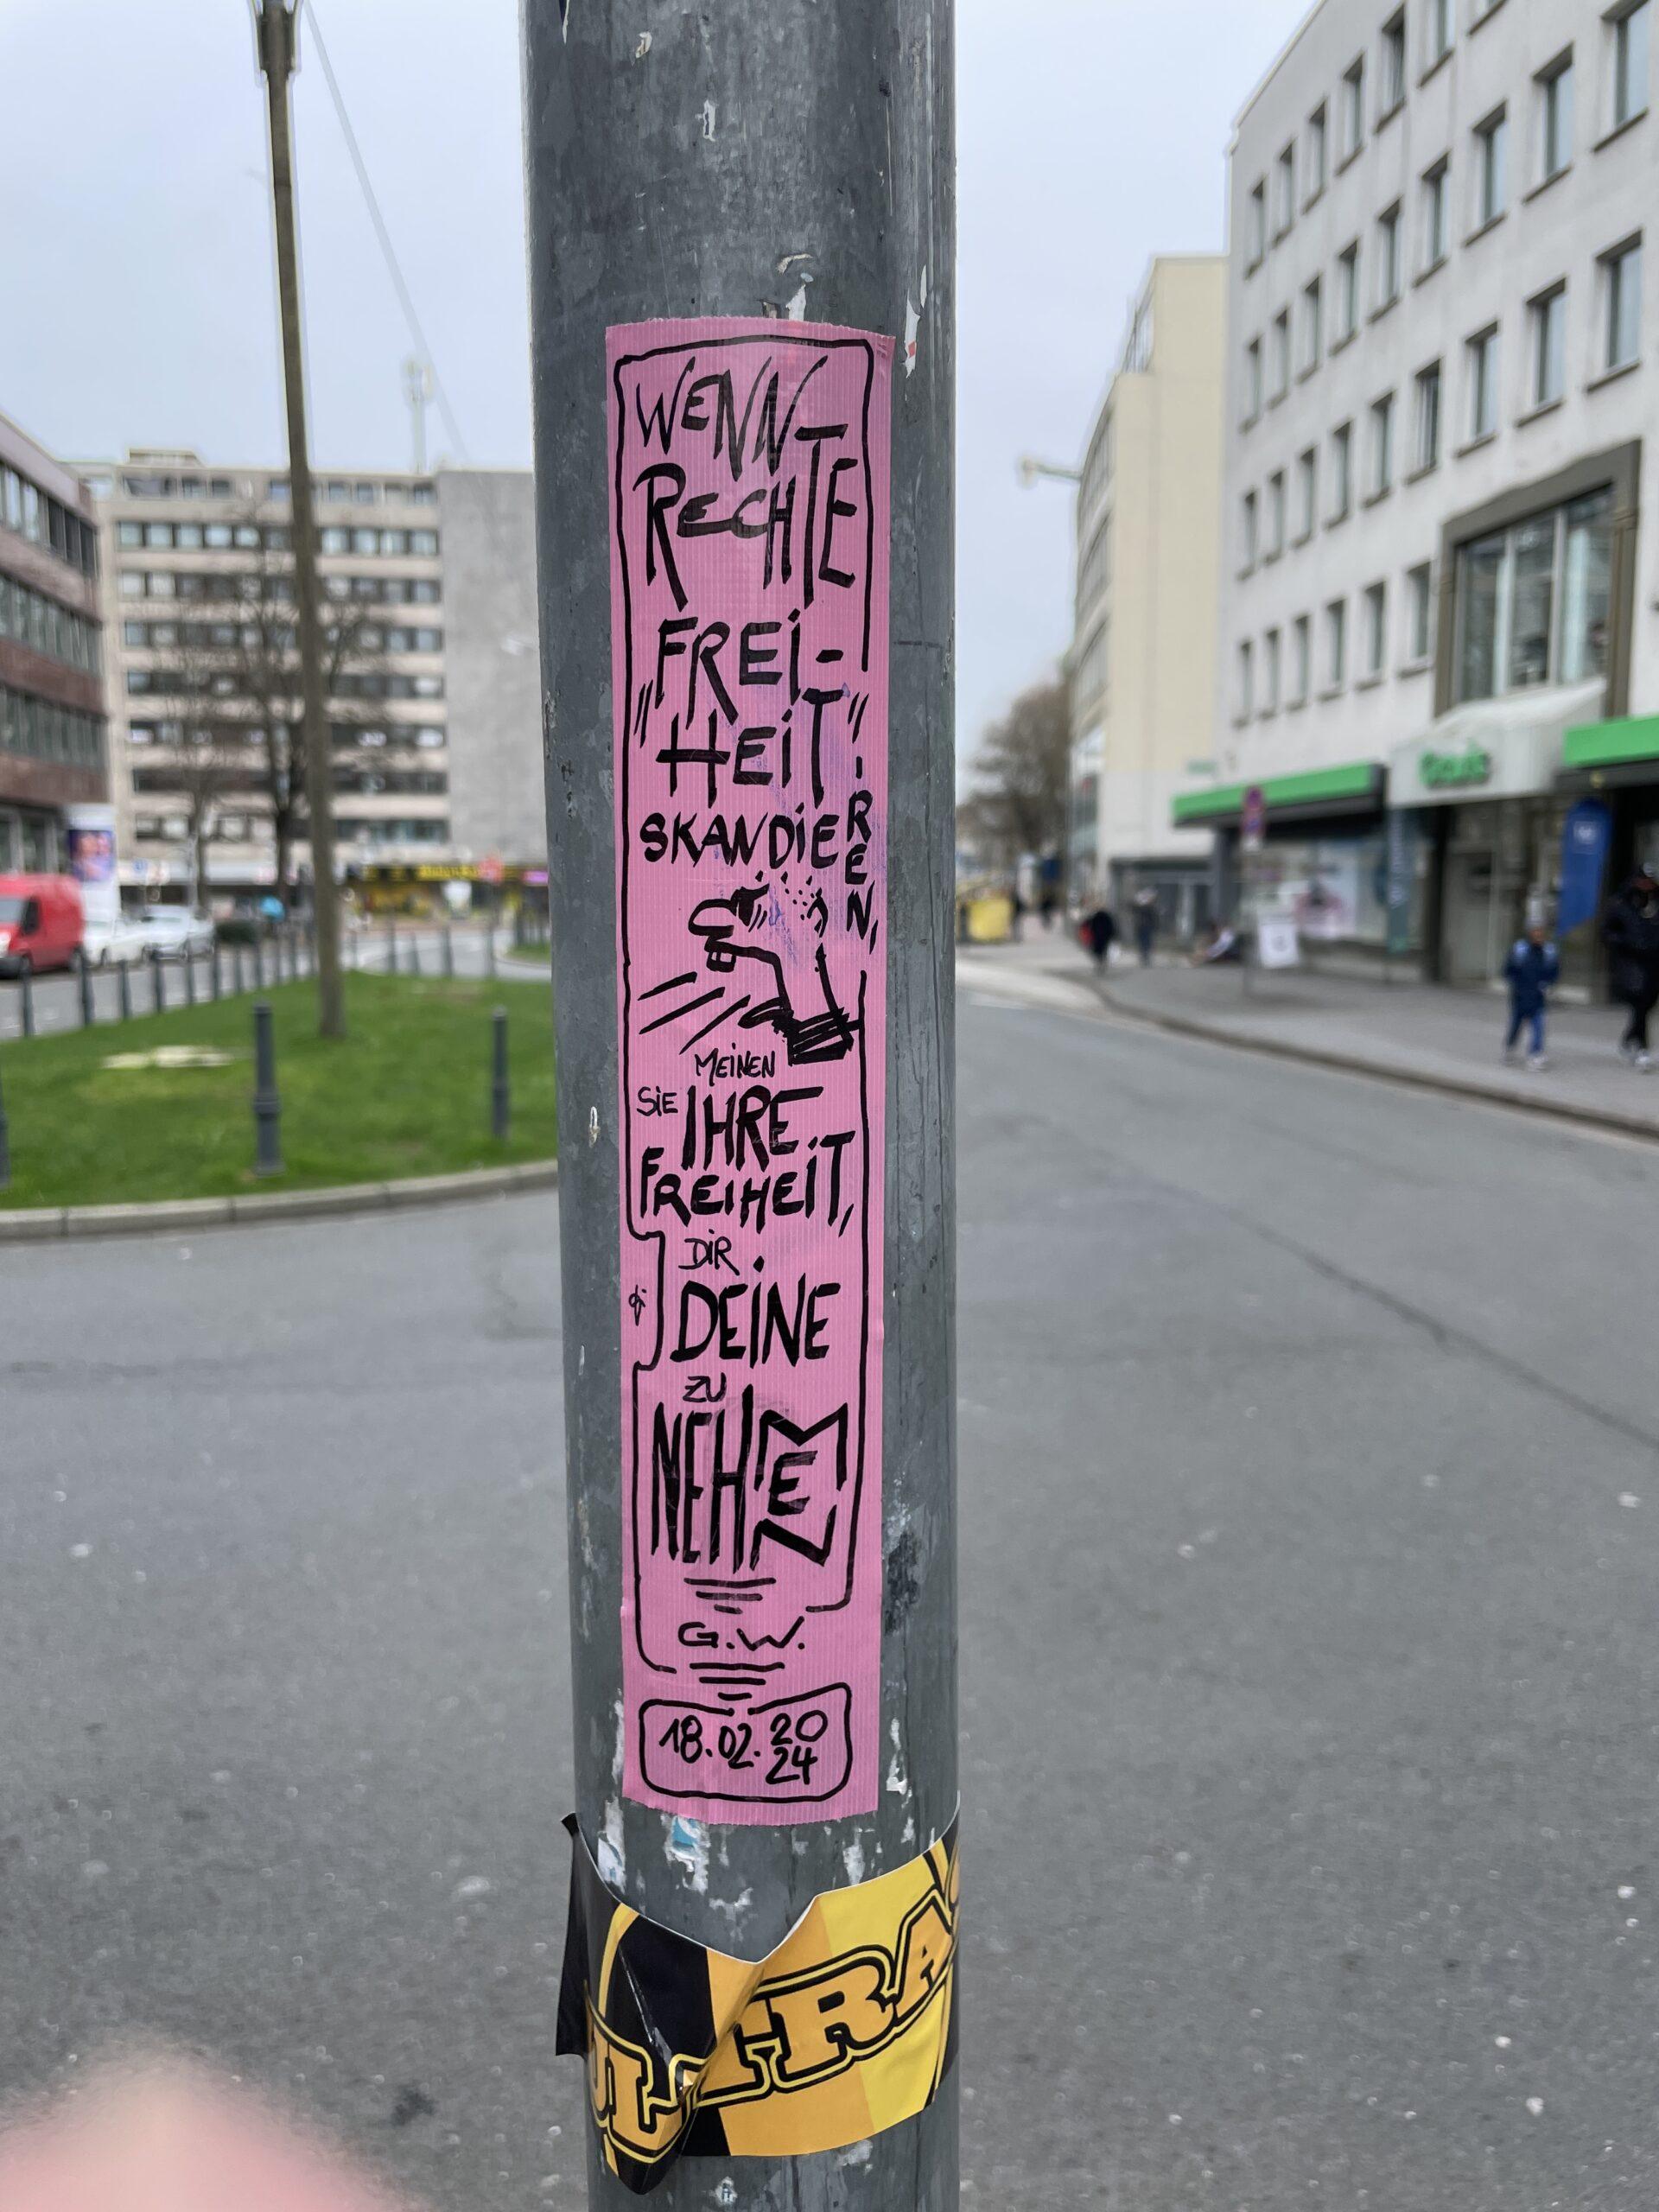 WENN
RECHTE
"FREI-
HEIT"
SKANDIEREN,
MEINEN
SIE IHRE
FREIHEIT,
DIR
DEINE
ZU
NEHMEN
G.W.
18.02.2024
ULTRA